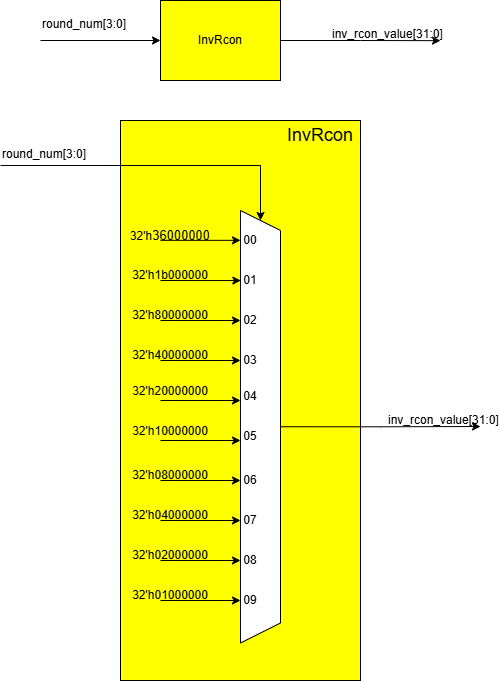 round_num[3:0]
InvRcon
inv_rcon_value[31:0]
InvRcon
round_num[3:0]
32'h36000000
00
32'h1b000000
01
32'h80000000
02
32'h40000000
03
32'h20000000
04
32'h10000000
05
inv_rcon_value[31:0]
32'h08000000
06
32'h04000000
07
32'h02000000
08
32'h01000000
09